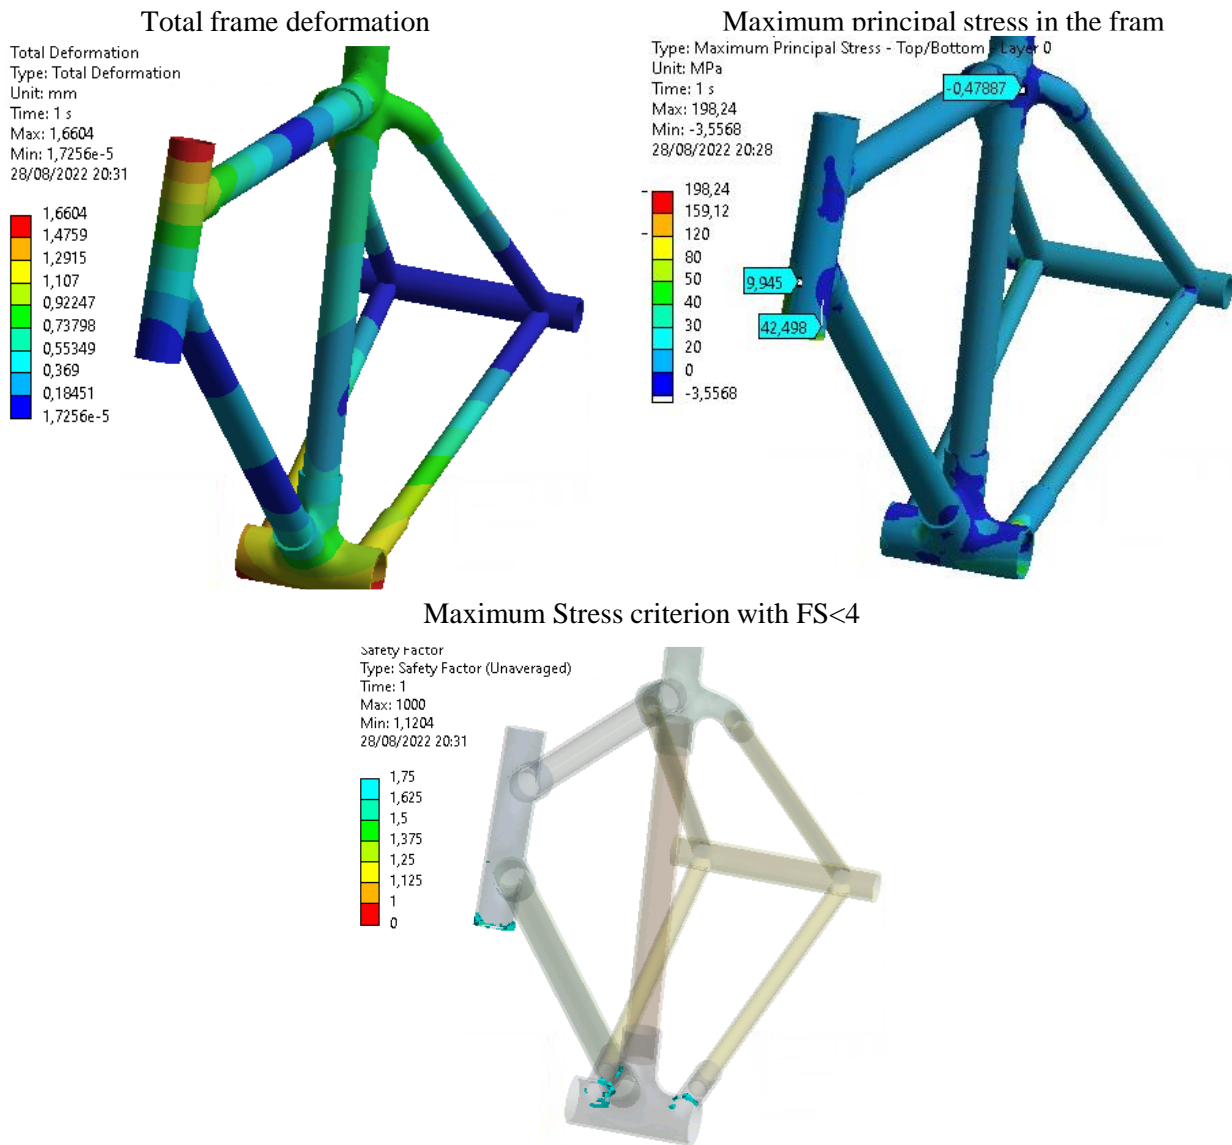 Total frame deformation
Total Deformation
Type: Total Deformation
Unit: mm
Time: 1 s
Max: 1,6604
Min: 1,7256e-5
28/08/2022 20:31
1,6604
1,4759
1,2915
1,107
0,92247
0,73798
0,55349
0,369
0,18451
1,7256e-5
Maximum principal stress in the fram
Type: Maximum Principal Stress - Top/Bottom - Layer 0
Unit: MPa
Time: 1 s
Max: 198,24
Min: -3,5568
28/08/2022 20:28
198,24
159,12
120
80
50
40
30
20
0
-3,5568
-0,47887
9,945
42,498
Maximum Stress criterion with FS<4
Safety Factor
Type: Safety Factor (Unaveraged)
Time: 1
Max: 1000
Min: 1,1204
28/08/2022 20:31
1,75
1,625
1,5
1,375
1,25
1,125
1
0